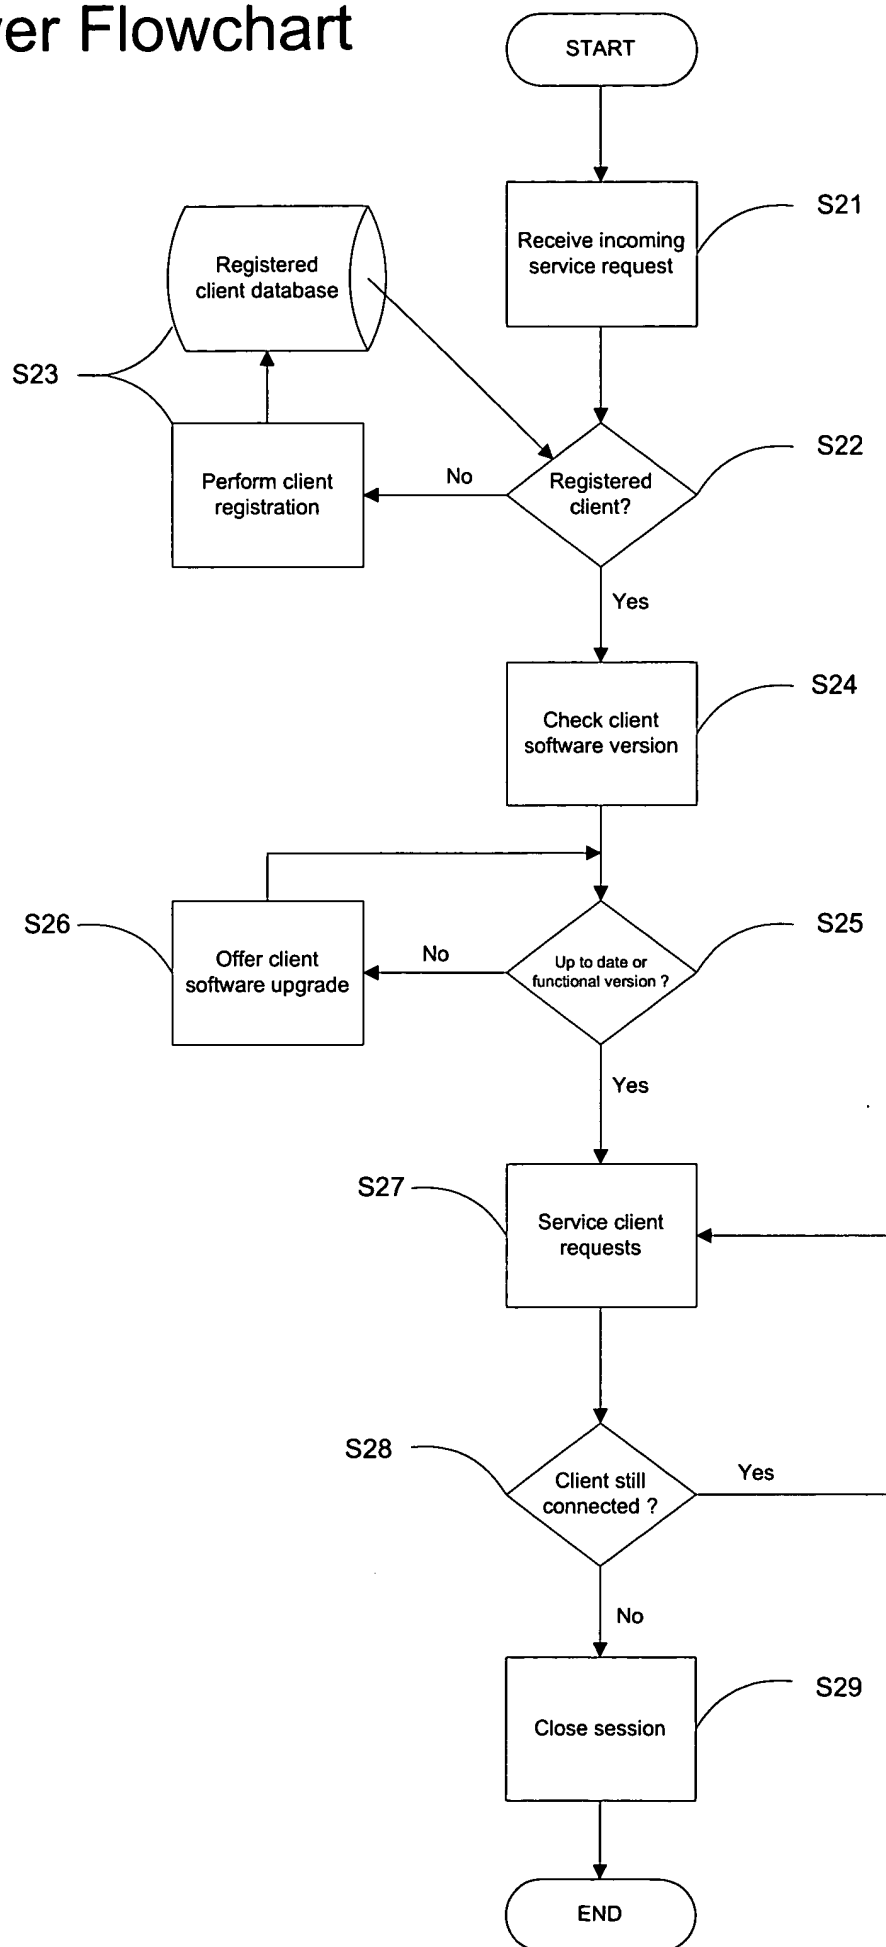 ver Flowchart
START
S21
Receive incoming
service request
Registered
client database
S23
S22
Perform client
registration
No
Registered
client?
Yes
S24
Check client
software version
S26
S25
Offer client
software upgrade
No
Up to date or
functional version ?
Yes
S27
Service client
requests
S28
Client still
connected ?
Yes
No
S29
Close session
END